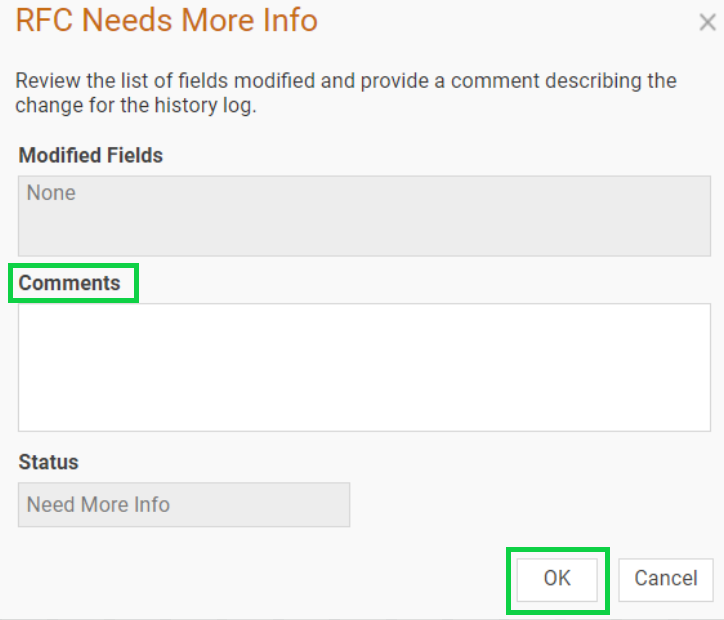 RFC Needs More Info
Review the list of fields modified and provide a comment describing the
change for the history log.
Modified Fields
None
Comments
Status
Need More Info
OK
Cancel